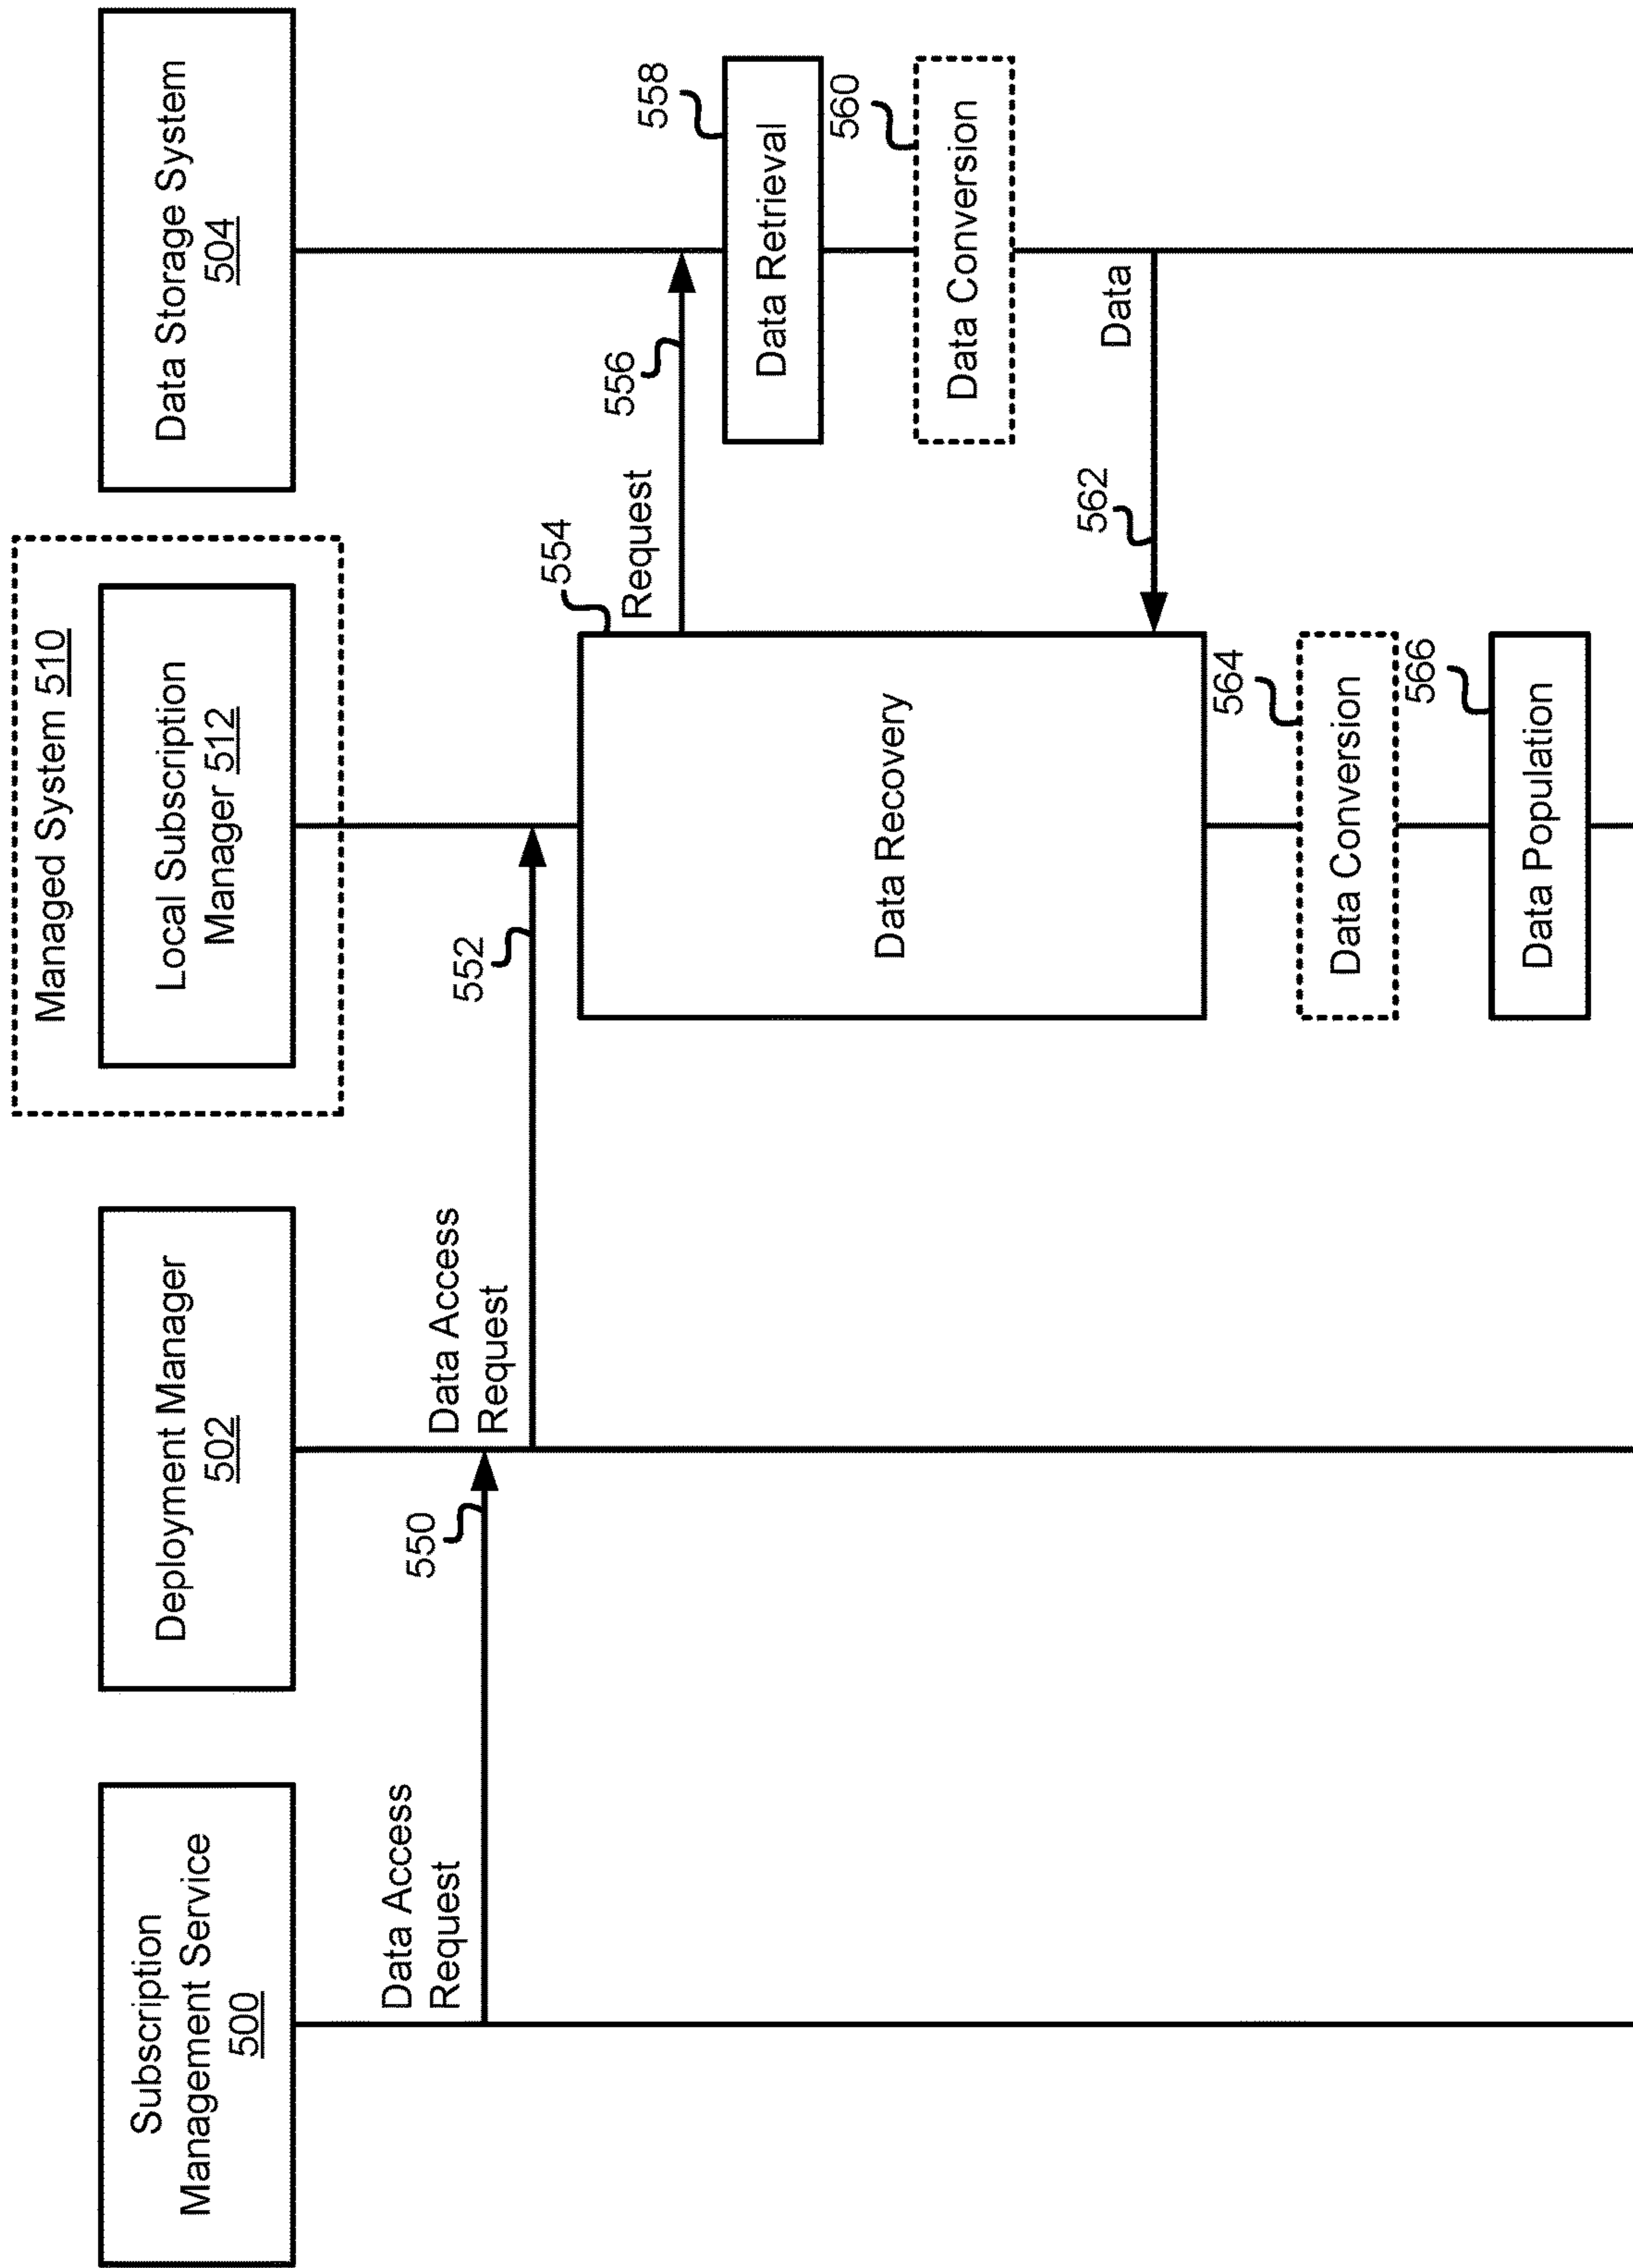 Subscription
Management Service
500
Deployment Manager
502
Managed System 510
Local Subscription
Manager 512
Data Storage System
504
Data Access
Request
550
Data Access
Request
552
554
Request
556
558
Data Retrieval
560
Data Conversion
Data Recovery
562
Data
564
Data Conversion
566
Data Population